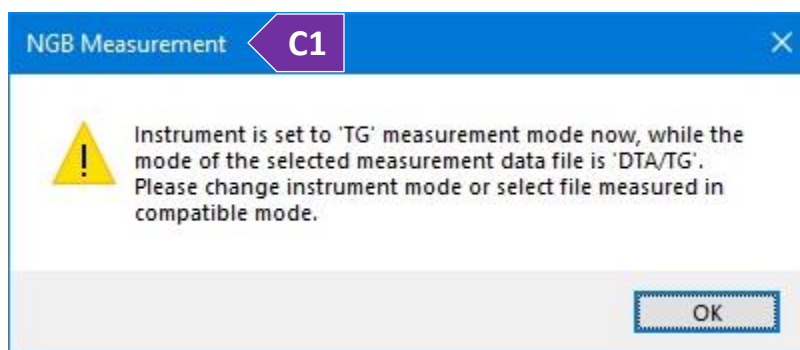 NGB Measurement C1
Instrument is set to 'TG' measurement mode now, while the
mode of the selected measurement data file is 'DTA/TG'.
Please change instrument mode or select file measured in
compatible mode.
OK